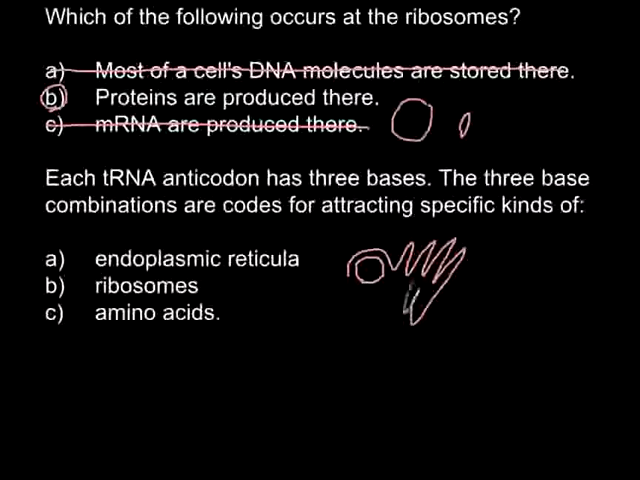 Which of the following occurs at the ribosomes?
a) Most of a cell's DNA molecules are stored there.
b) Proteins are produced there.
c) mRNA are produced there.
Each tRNA anticodon has three bases. The three base
combinations are codes for attracting specific kinds of:
a) endoplasmic reticula
b) ribosomes
c) amino acids.